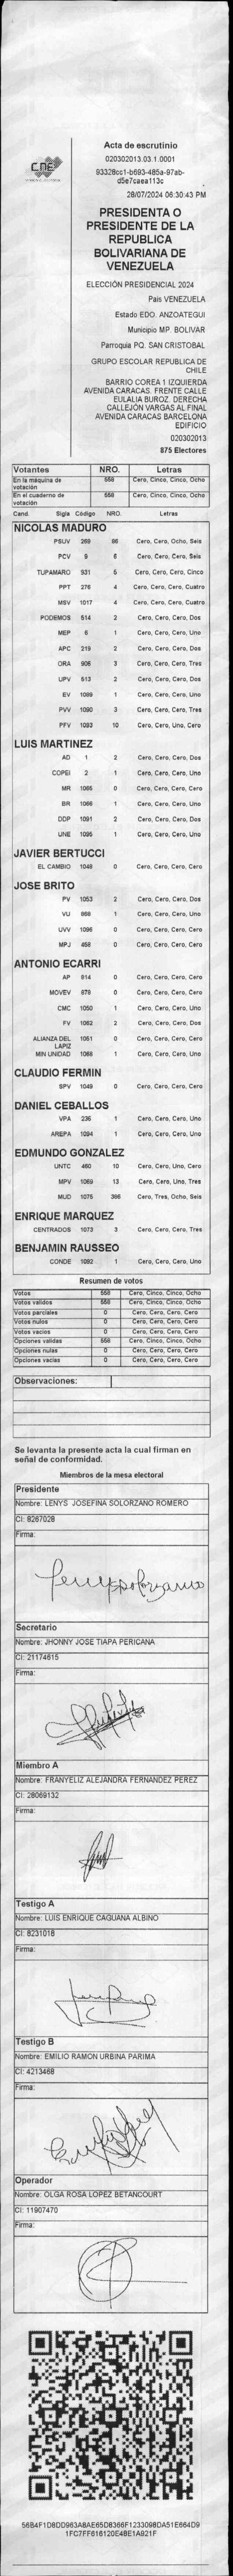 CNE
Acta de escrutinio
020302013.03.1.0001
93328cc1-b693-485a-97ab-
d5e7caea113c
28/07/2024 06:30:43 PM
PRESIDENTA O
PRESIDENTE DE LA
REPUBLICA
BOLIVARIANA DE
VENEZUELA
ELECCIÓN PRESIDENCIAL 2024
Pais VENEZUELA
Estado EDO. ANZOATEGUI
Municipio MP. BOLIVAR
Parroquia PQ. SAN CRISTOBAL
GRUPO ESCOLAR REPUBLICA DE
CHILE
BARRIO COREA 1 IZQUIERDA
AVENIDA CARACAS. FRENTE CALLE
EULALIA BUROZ. DERECHA
CALLEJÓN VARGAS AL FINAL
AVENIDA CARACAS BARCELONA
EDIFICIO
020302013
875 Electores
Votantes NRO. Letras
En la máquina de votación 558 Cero, Cinco, Cinco, Ocho
En el cuaderno de votación 558 Cero, Cinco, Cinco, Ocho
Cand. Sigla Código NRO. Letras
NICOLAS MADURO
PSUV 269 86 Cero, Cero, Ocho, Seis
PCV 9 6 Cero, Cero, Cero, Seis
TUPAMARO 931 5 Cero, Cero, Cero, Cinco
PPT 276 4 Cero, Cero, Cero, Cuatro
MSV 1017 4 Cero, Cero, Cero, Cuatro
PODEMOS 514 2 Cero, Cero, Cero, Dos
MEP 6 1 Cero, Cero, Cero, Uno
APC 219 2 Cero, Cero, Cero, Dos
ORA 906 3 Cero, Cero, Cero, Tres
UPV 513 2 Cero, Cero, Cero, Dos
EV 1089 1 Cero, Cero, Cero, Uno
PVV 1090 3 Cero, Cero, Cero, Tres
PFV 1093 10 Cero, Cero, Uno, Cero
LUIS MARTINEZ
AD 1 2 Cero, Cero, Cero, Dos
COPEI 2 1 Cero, Cero, Cero, Uno
MR 1065 0 Cero, Cero, Cero, Cero
BR 1066 1 Cero, Cero, Cero, Uno
DDP 1091 2 Cero, Cero, Cero, Dos
UNE 1095 1 Cero, Cero, Cero, Uno
JAVIER BERTUCCI
EL CAMBIO 1048 0 Cero, Cero, Cero, Cero
JOSE BRITO
PV 1053 2 Cero, Cero, Cero, Dos
VU 868 1 Cero, Cero, Cero, Uno
UVV 1096 0 Cero, Cero, Cero, Cero
MPJ 458 0 Cero, Cero, Cero, Cero
ANTONIO ECARRI
AP 814 0 Cero, Cero, Cero, Cero
MOVEV 879 0 Cero, Cero, Cero, Cero
CMC 1050 1 Cero, Cero, Cero, Uno
FV 1062 2 Cero, Cero, Cero, Dos
ALIANZA DEL LAPIZ 1051 0 Cero, Cero, Cero, Cero
MIN UNIDAD 1088 1 Cero, Cero, Cero, Uno
CLAUDIO FERMIN
SPV 1049 0 Cero, Cero, Cero, Cero
DANIEL CEBALLOS
VPA 236 1 Cero, Cero, Cero, Uno
AREPA 1094 1 Cero, Cero, Cero, Uno
EDMUNDO GONZALEZ
UNTC 460 10 Cero, Cero, Uno, Cero
MPV 1069 13 Cero, Cero, Uno, Tres
MUD 1075 386 Cero, Tres, Ocho, Seis
ENRIQUE MARQUEZ
CENTRADOS 1073 3 Cero, Cero, Cero, Tres
BENJAMIN RAUSSEO
CONDE 1092 1 Cero, Cero, Cero, Uno
Resumen de votos
Votos 558 Cero, Cinco, Cinco, Ocho
Votos validos 558 Cero, Cinco, Cinco, Ocho
Votos parciales 0 Cero, Cero, Cero, Cero
Votos nulos 0 Cero, Cero, Cero, Cero
Votos vacios 0 Cero, Cero, Cero, Cero
Opciones validas 558 Cero, Cinco, Cinco, Ocho
Opciones nulas 0 Cero, Cero, Cero, Cero
Opciones vacias 0 Cero, Cero, Cero, Cero
Observaciones:
Se levanta la presente acta la cual firman en
señal de conformidad.
Miembros de la mesa electoral
Presidente
Nombre: LENYS JOSEFINA SOLORZANO ROMERO
CI: 8267028
Firma:
Secretario
Nombre: JHONNY JOSE TIAPA PERICANA
CI: 21174615
Firma:
Miembro A
Nombre: FRANYELIZ ALEJANDRA FERNANDEZ PEREZ
CI: 28069132
Firma:
Testigo A
Nombre: LUIS ENRIQUE CAGUANA ALBINO
CI: 8231018
Firma:
Testigo B
Nombre: EMILIO RAMON URBINA PARIMA
CI: 4213468
Firma:
Operador
Nombre: OLGA ROSA LOPEZ BETANCOURT
CI: 11907470
Firma:
56B4F1D8DD963A8AE65D8366F1233098DA51E664D9
1FC7FF616120E48E1A921F